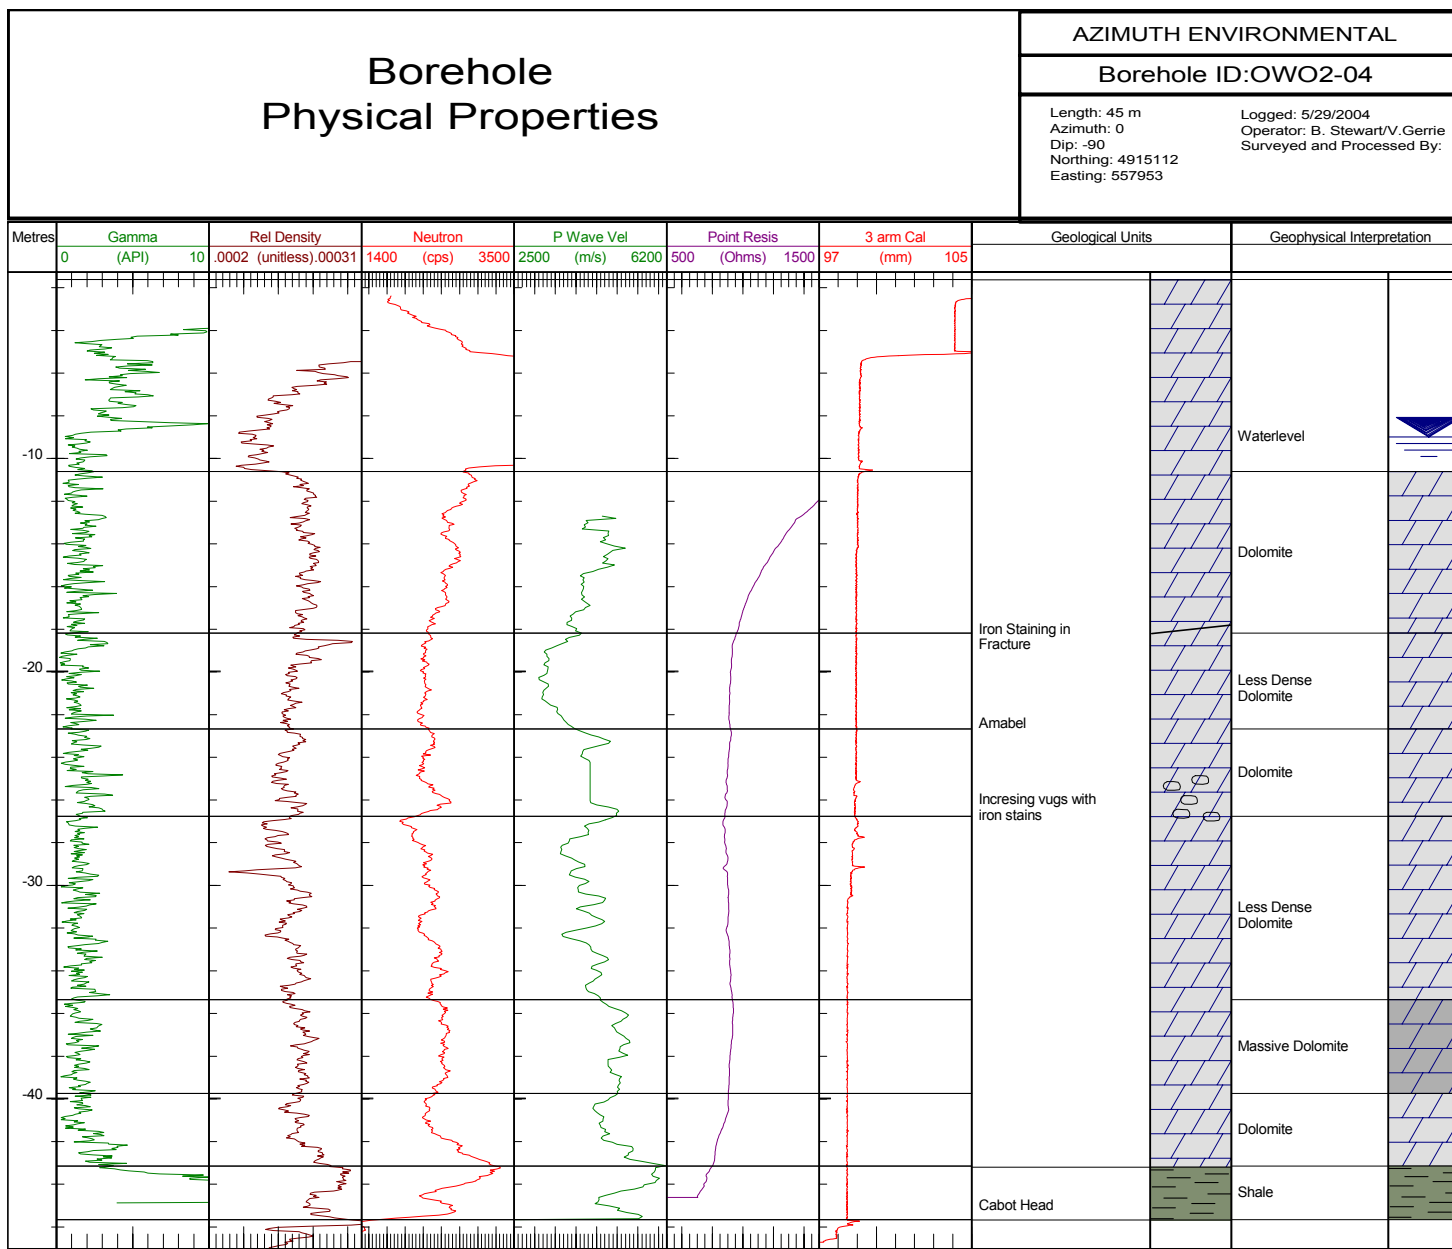 Borehole
Physical Properties
AZIMUTH ENVIRONMENTAL
Borehole ID:OWO2-04
Length: 45 m
Azimuth: 0
Dip: -90
Northing: 4915112
Easting: 557953
Logged: 5/29/2004
Operator: B. Stewart/V.Gerrie
Surveyed and Processed By:
Metres
Gamma
0 (API) 10
Rel Density
.0002 (unitless).00031
Neutron
1400 (cps) 3500
P Wave Vel
2500 (m/s) 6200
Point Resis
500 (Ohms) 1500
3 arm Cal
97 (mm) 105
Geological Units
Geophysical Interpretation
-10
-20
-30
-40
Iron Staining in
Fracture
Amabel
Incresing vugs with
iron stains
Cabot Head
Waterlevel
Dolomite
Less Dense
Dolomite
Dolomite
Less Dense
Dolomite
Massive Dolomite
Dolomite
Shale